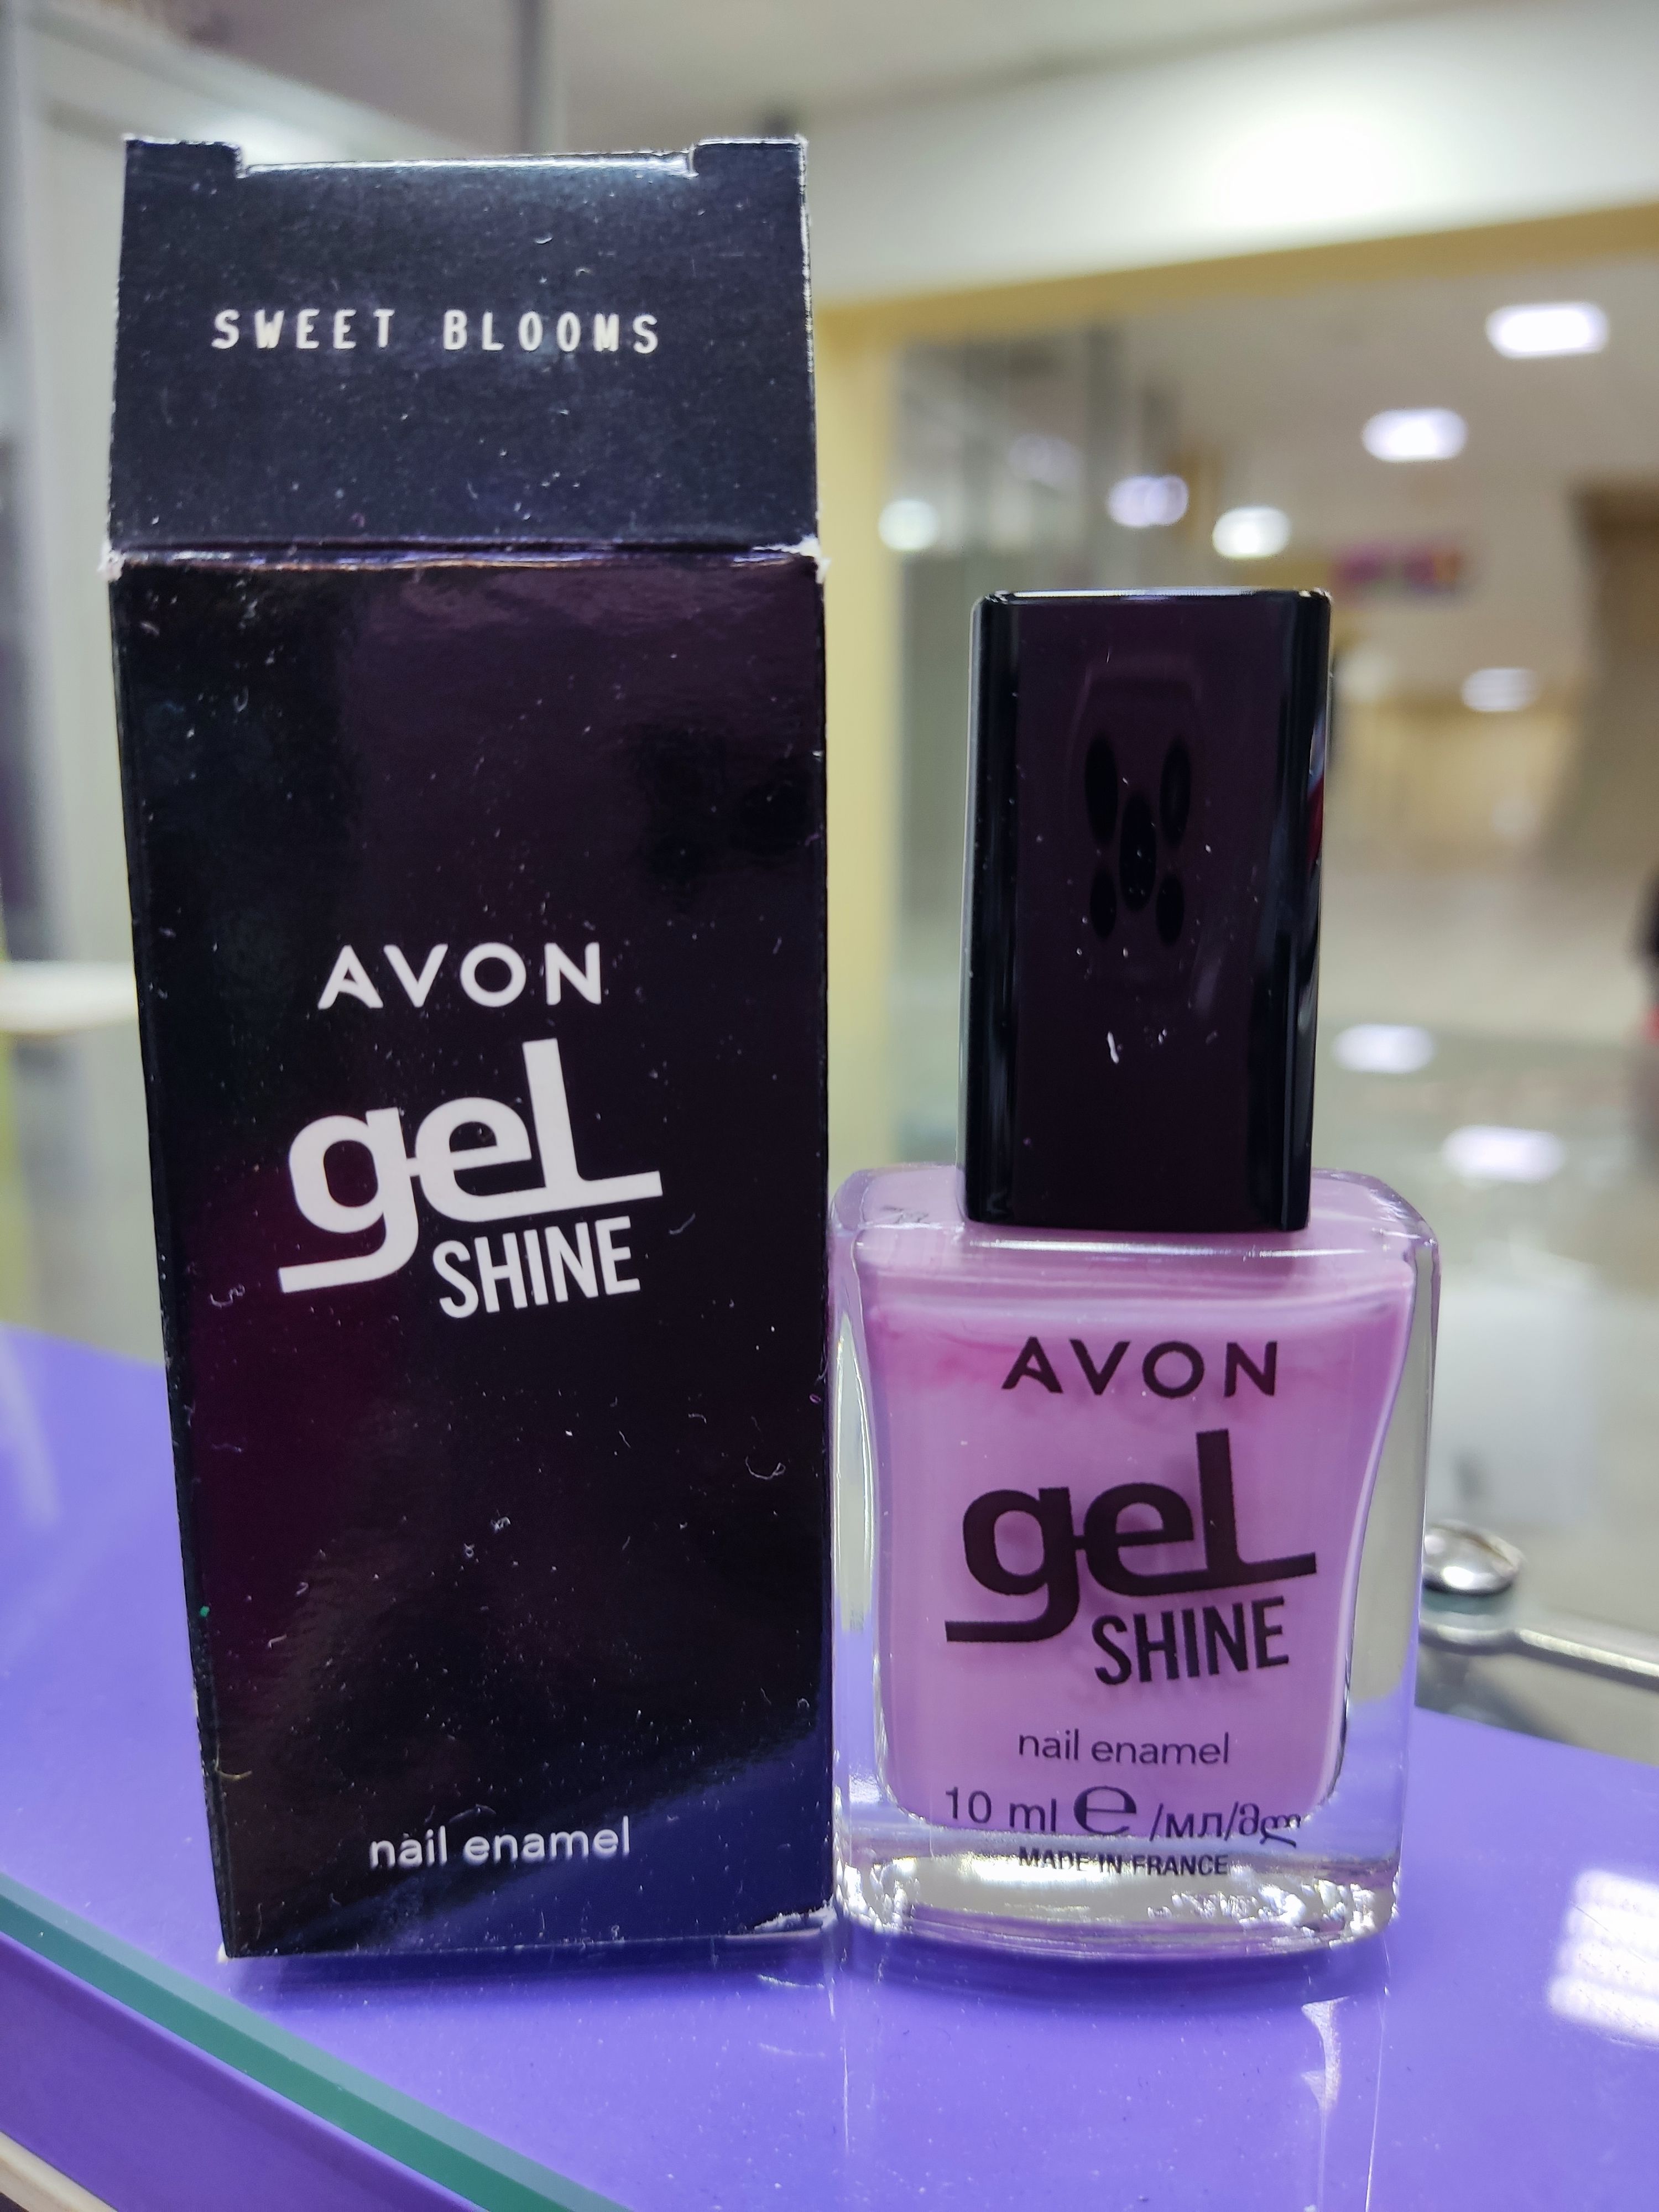 SWEET BLOOMS
AVON
geL
SHINE
nail enamel
AVON
geL
SHINE
nail enamel
10 ml e /мл/მლ
MADE IN FRANCE